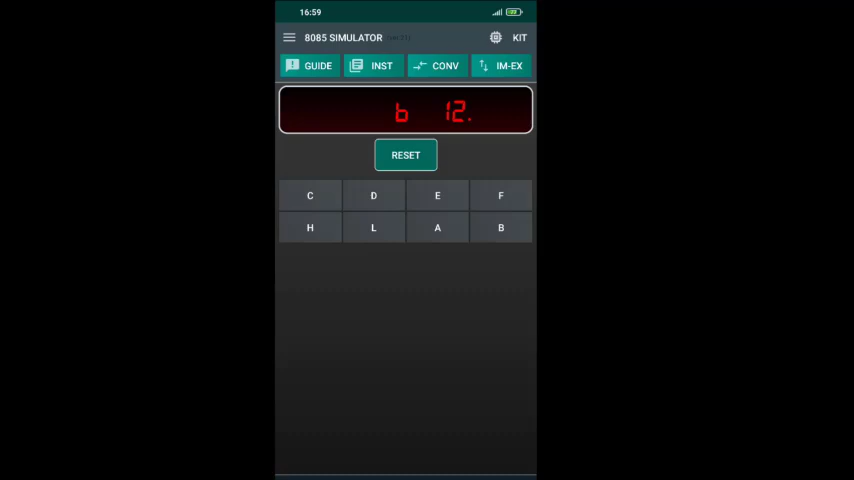 16:59
8085 SIMULATOR
KIT
GUIDE INST CONV IM-EX
b 12.
RESET
C D E F
H L A B